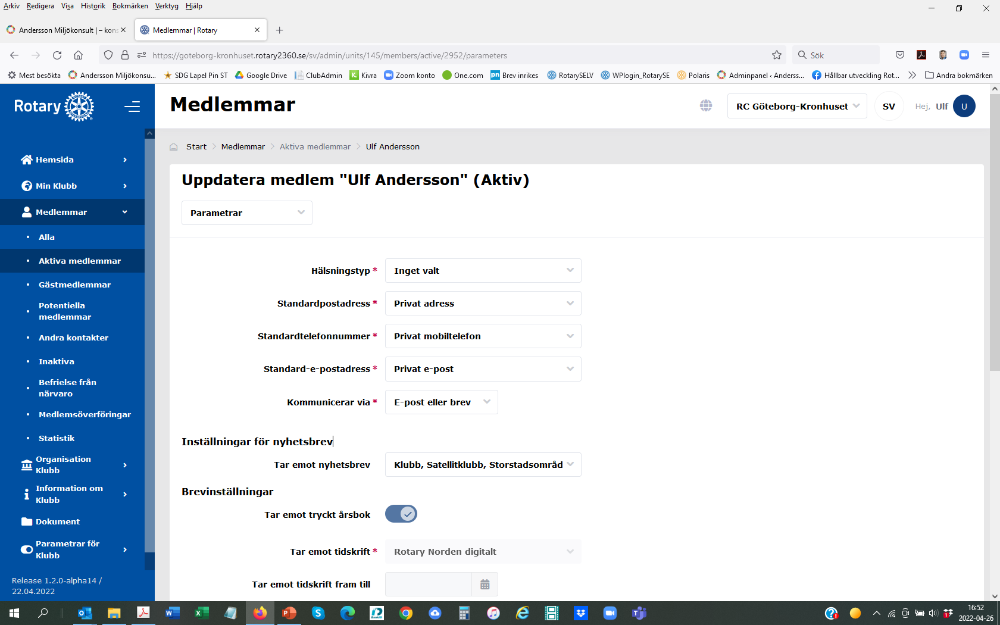 Arkiv Redigera Visa Historik Bokmärken Verktyg Hjälp
Andersson Miljökonsult | – kons
Medlemmar | Rotary
https://goteborg-kronhuset.rotary2360.se/sv/admin/units/145/members/active/2952/parameters
Sök
Mest besökta Andersson Miljökonsu... SDG Lapel Pin ST Google Drive ClubAdmin Kivra Zoom konto One.com pn Brev inrikes RotarySELV WPlogin_RotarySE Polaris Adminpanel ‹ Anderss... Hållbar utveckling Rot... Andra bokmärken
Rotary
Medlemmar
RC Göteborg-Kronhuset
SV
Hej, Ulf
U
Start Medlemmar Aktiva medlemmar Ulf Andersson
Hemsida
Min Klubb
Medlemmar
Alla
Aktiva medlemmar
Gästmedlemmar
Potentiella
medlemmar
Andra kontakter
Inaktiva
Befrielse från
närvaro
Medlemsöverföringar
Statistik
Organisation
Klubb
Information om
Klubb
Dokument
Parametrar för
Klubb
Release 1.2.0-alpha14 /
22.04.2022
Uppdatera medlem "Ulf Andersson" (Aktiv)
Parametrar
Hälsningstyp * Inget valt
Standardpostadress * Privat adress
Standardtelefonnummer * Privat mobiltelefon
Standard-e-postadress * Privat e-post
Kommunicerar via * E-post eller brev
Inställningar för nyhetsbrev
Tar emot nyhetsbrev Klubb, Satellitklubb, Storstadsområd
Brevinställningar
Tar emot tryckt årsbok
Tar emot tidskrift * Rotary Norden digitalt
Tar emot tidskrift fram till
16:52
2022-04-26